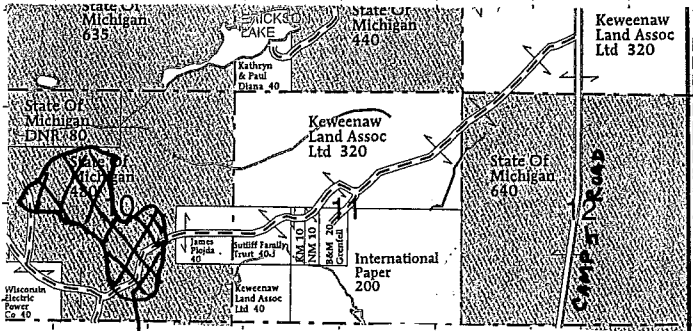 State Of
Michigan
635
LAKE
Kathryn
& Paul
Diana 40
State Of
Michigan
440
Keweenaw
Land Assoc
Ltd 320
State Of
Michigan
DNR 80
State Of
Michigan
Keweenaw
Land Assoc
Ltd 320
State Of
Michigan
640
CAMP
ROAD
James
40
Sutliff Family
Trust 40
KM 10
NM 10
B&M 20
Grenfell
International
Paper
200
Keweenaw
Land Assoc
Ltd 40
Wisconsin
Electric
Power
Co 40